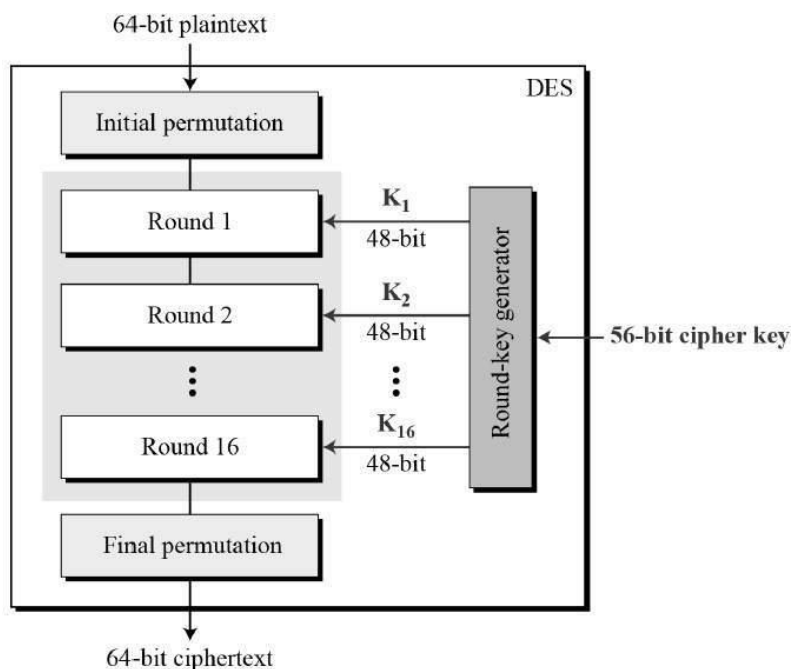 64-bit plaintext
DES
Initial permutation
Round 1
K₁
48-bit
Round 2
K₂
48-bit
Round 16
K₁₆
48-bit
Round-key generator
56-bit cipher key
Final permutation
64-bit ciphertext